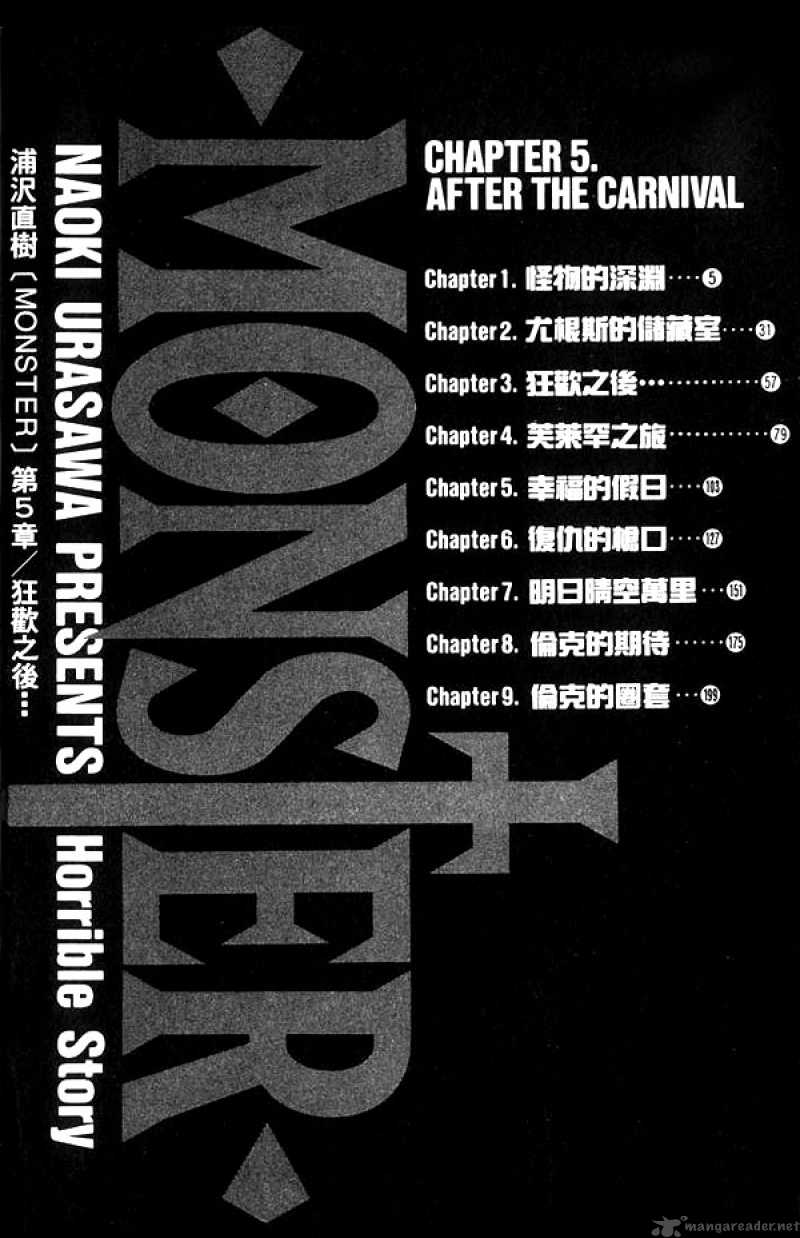 CHAPTER 5.
AFTER THE CARNIVAL
Chapter 1. 怪物的深淵····5
Chapter 2. 尤根斯的儲藏室····31
Chapter 3. 狂歡之後···············57
Chapter 4. 芙萊罕之旅············79
Chapter 5. 幸福的假日····103
Chapter 6. 復仇的槍口····127
Chapter 7. 明日晴空萬里···151
Chapter 8. 倫克的期待······175
Chapter 9. 倫克的圈套···199
MONSTER
NAOKI URASAWA PRESENTS Horrible Story
浦沢直樹〔MONSTER〕第5章／狂歡之後…
mangareader.net